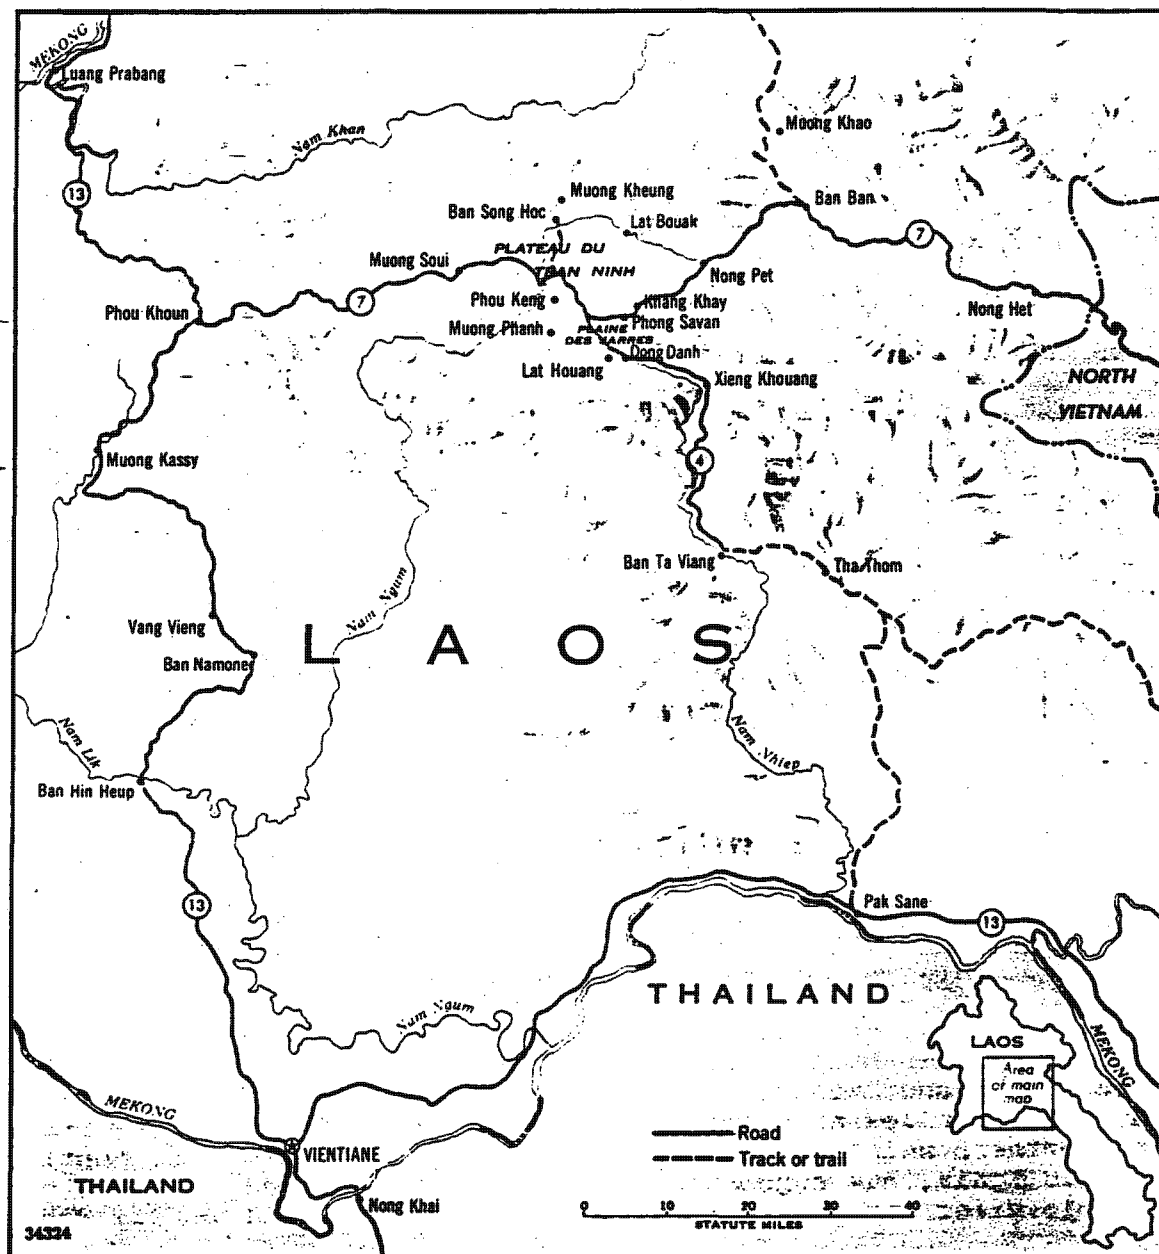 MEKONG
Luang Prabang
Nam Khan
Muong Khao
13
Muong Kheung
Ban Ban
Ban Song Hoc
Lat Bouak
7
PLATEAU DU
TRAN NINH
Muong Soui
Nong Pet
7
Phou Keng
Khang Khay
Nong Het
Phou Khoun
Phong Savan
Muong Phanh
PLAINE
DES JARRES
Dong Danh
Lat Houang
Xieng Khouang
NORTH
VIETNAM
Muong Kassy
4
Ban Ta Viang
Tha Thom
Nam Ngum
Vang Vieng
LAOS
Ban Namone
Nam Lik
Nam Nhiep
Ban Hin Heup
13
Pak Sane
13
THAILAND
Nam Ngum
LAOS
MEKONG
Area
of main
map
MEKONG
Road
VIENTIANE
Track or trail
THAILAND
Nong Khai
0 10 20 30 40
STATUTE MILES
34324